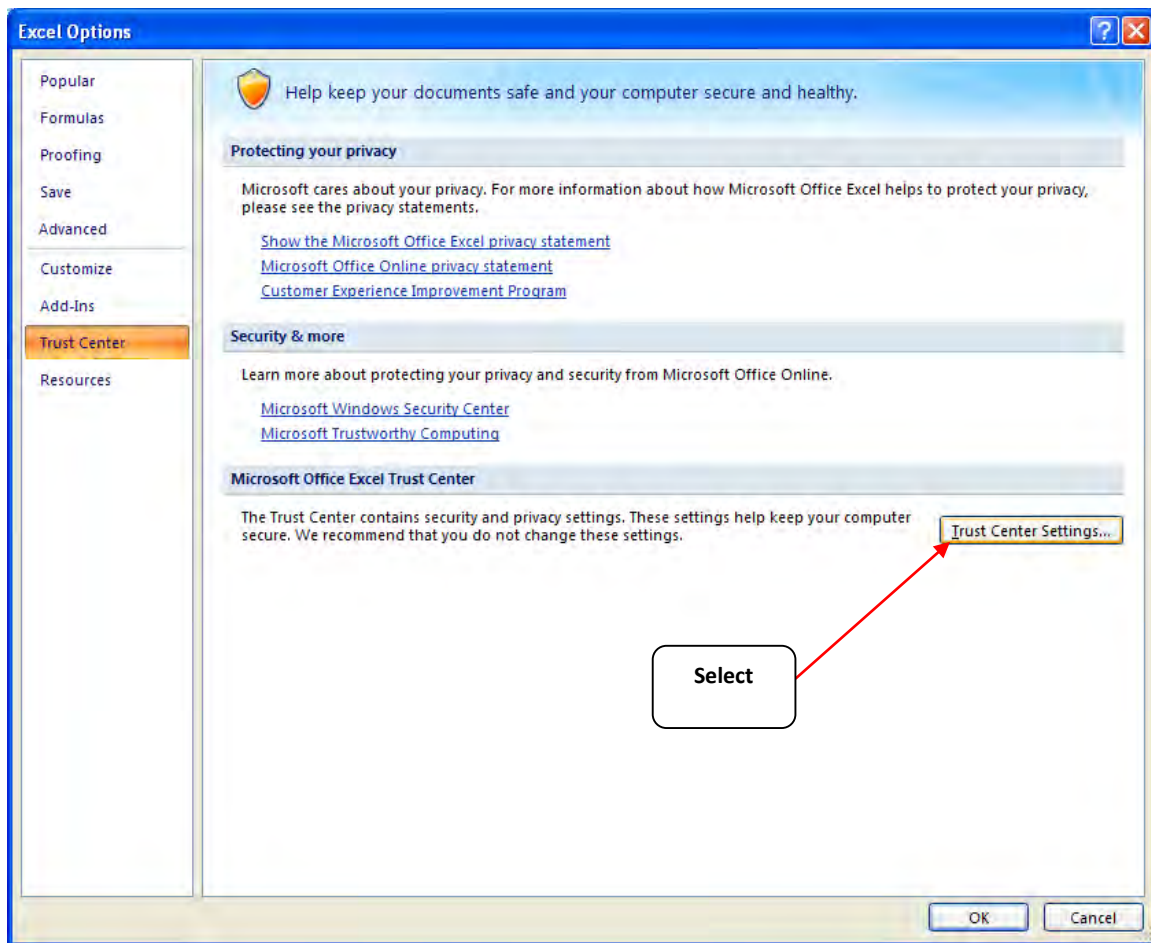 Excel Options
Popular
Formulas
Proofing
Save
Advanced
Customize
Add-Ins
Trust Center
Resources
Help keep your documents safe and your computer secure and healthy.
Protecting your privacy
Microsoft cares about your privacy. For more information about how Microsoft Office Excel helps to protect your privacy,
please see the privacy statements.
Show the Microsoft Office Excel privacy statement
Microsoft Office Online privacy statement
Customer Experience Improvement Program
Security & more
Learn more about protecting your privacy and security from Microsoft Office Online.
Microsoft Windows Security Center
Microsoft Trustworthy Computing
Microsoft Office Excel Trust Center
The Trust Center contains security and privacy settings. These settings help keep your computer
secure. We recommend that you do not change these settings.
Trust Center Settings...
Select
OK
Cancel